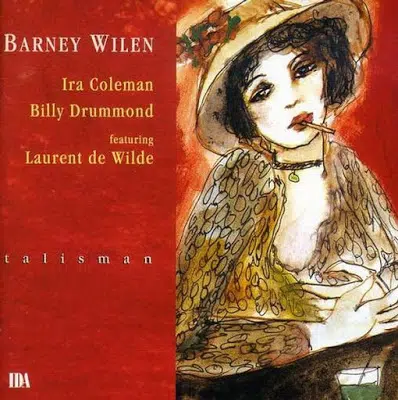 BARNEY WILEN
Ira Coleman
Billy Drummond
featuring
Laurent de Wilde
talisman
IDA